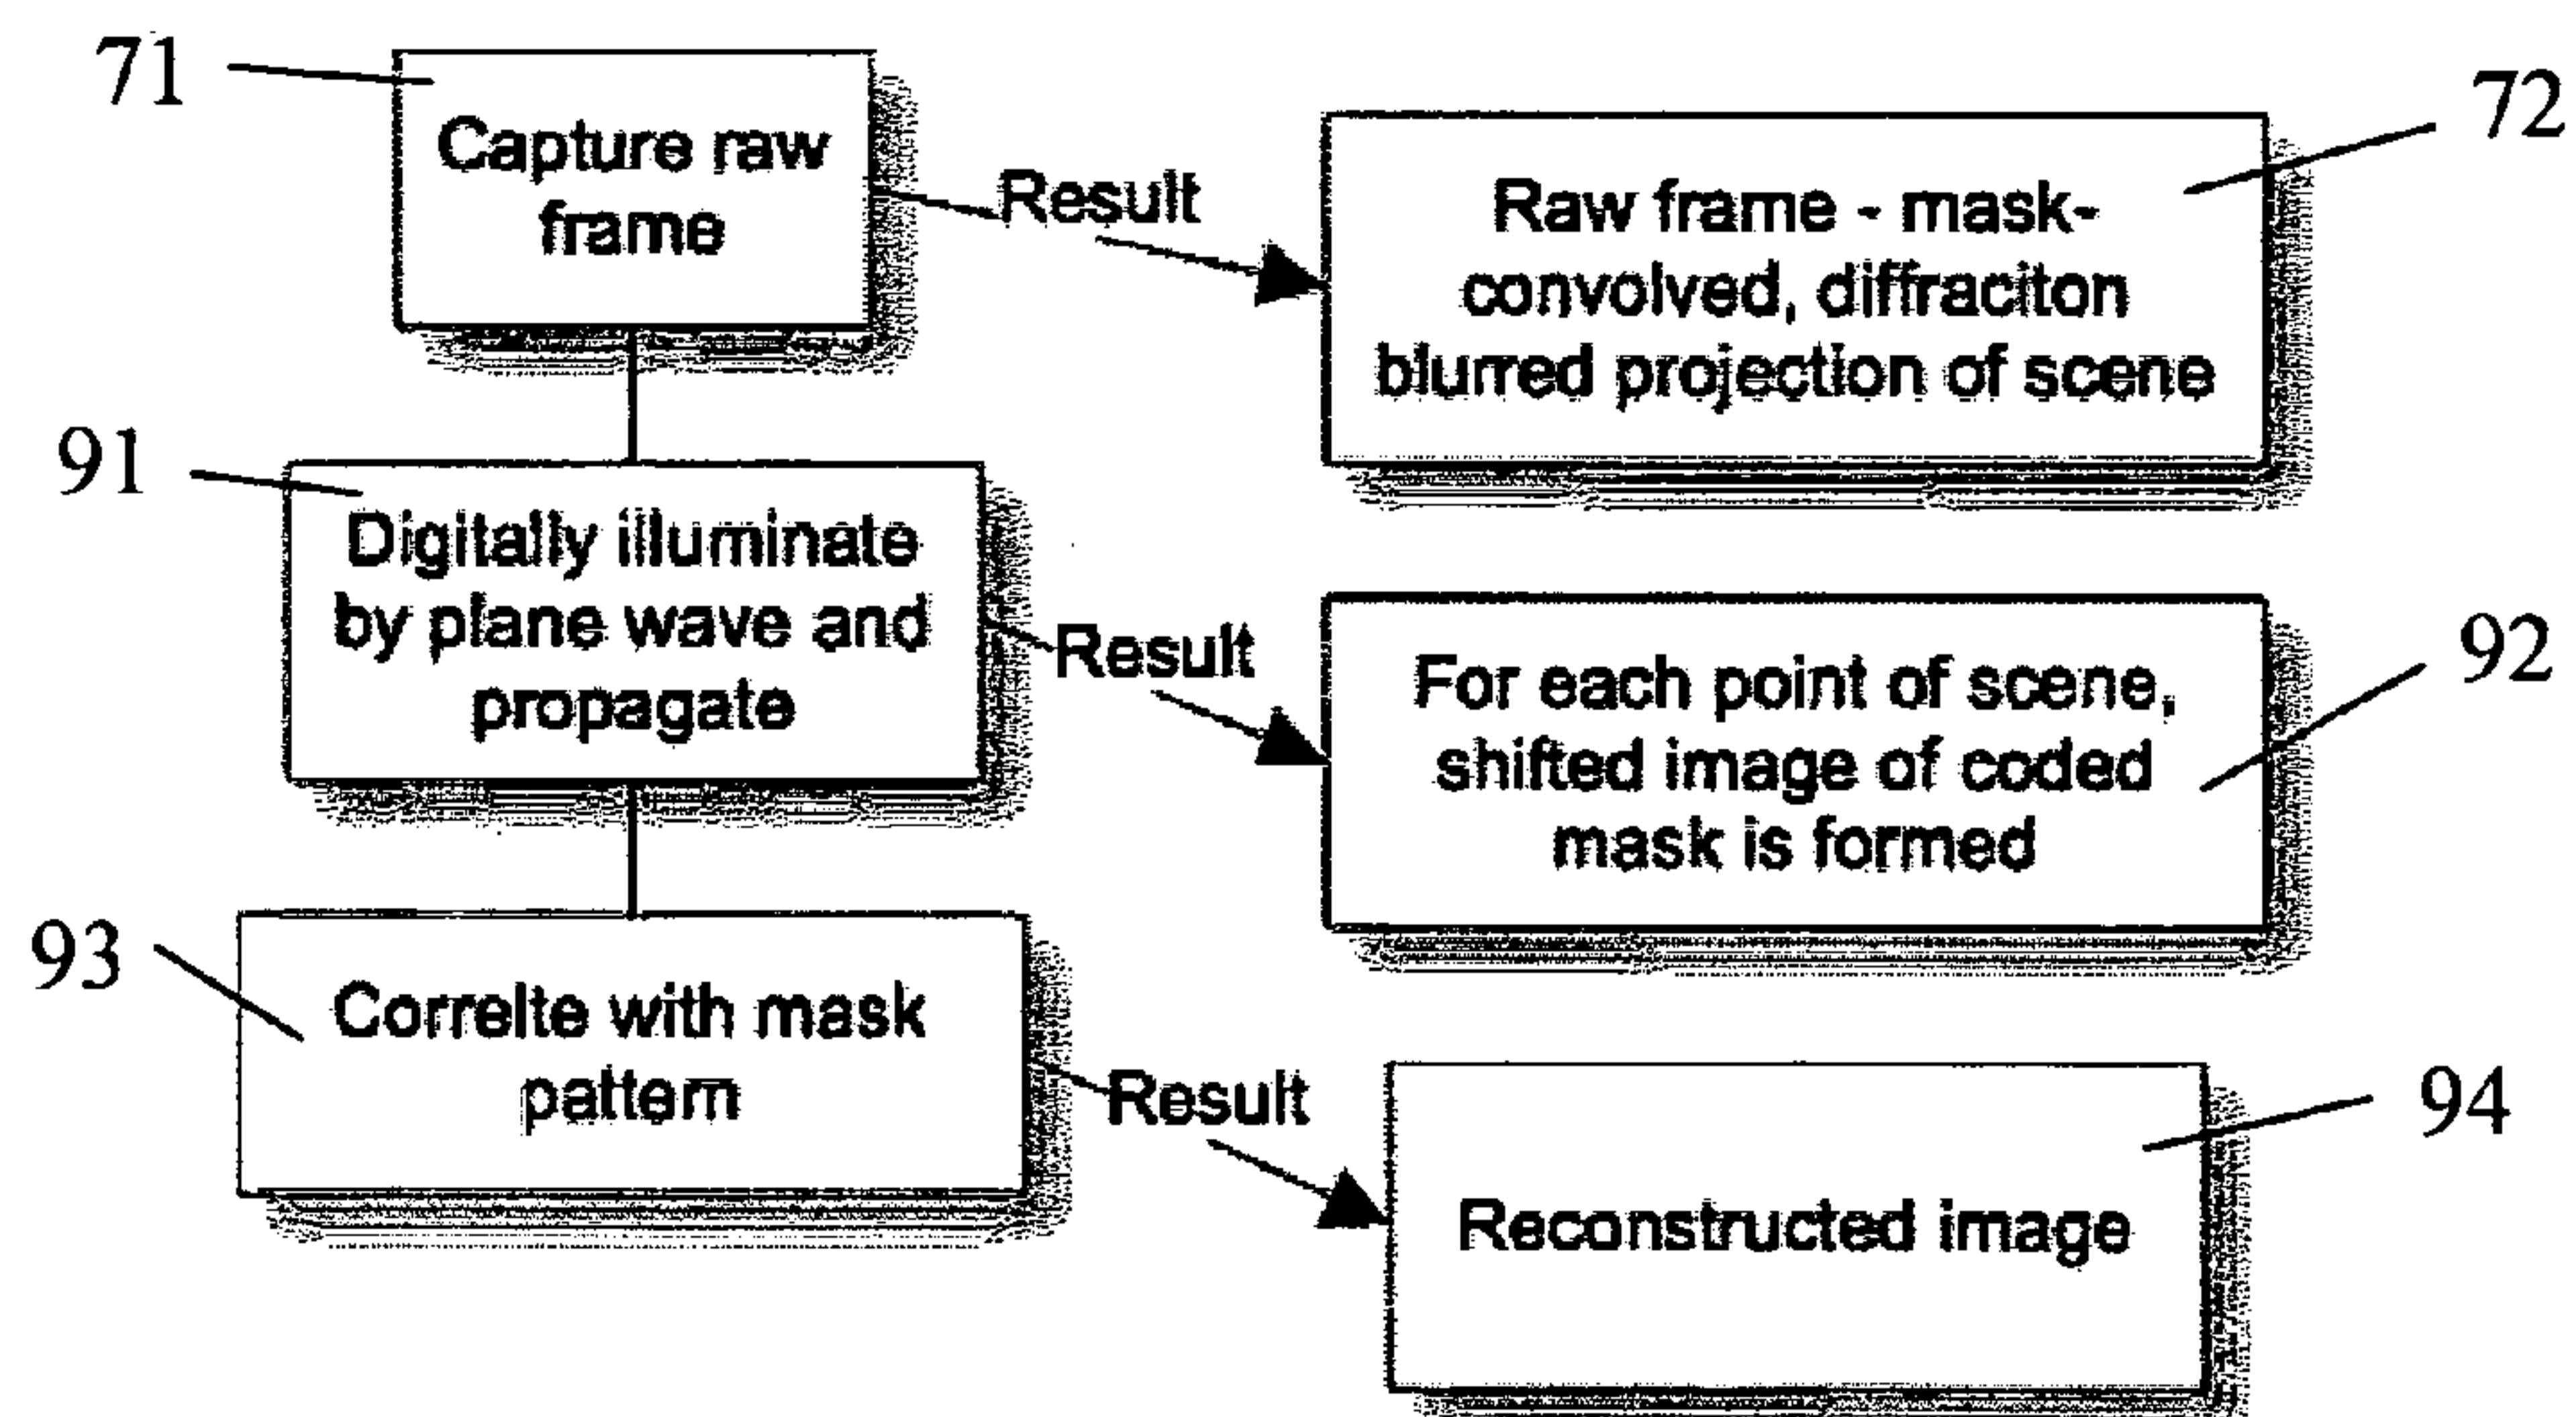 71
Capture raw
frame
Result
72
Raw frame - mask-
convolved, diffraciton
blurred projection of scene
91
Digitally illuminate
by plane wave and
propagate
Result
92
For each point of scene,
shifted image of coded
mask is formed
93
Correlte with mask
pattern
Result
94
Reconstructed image